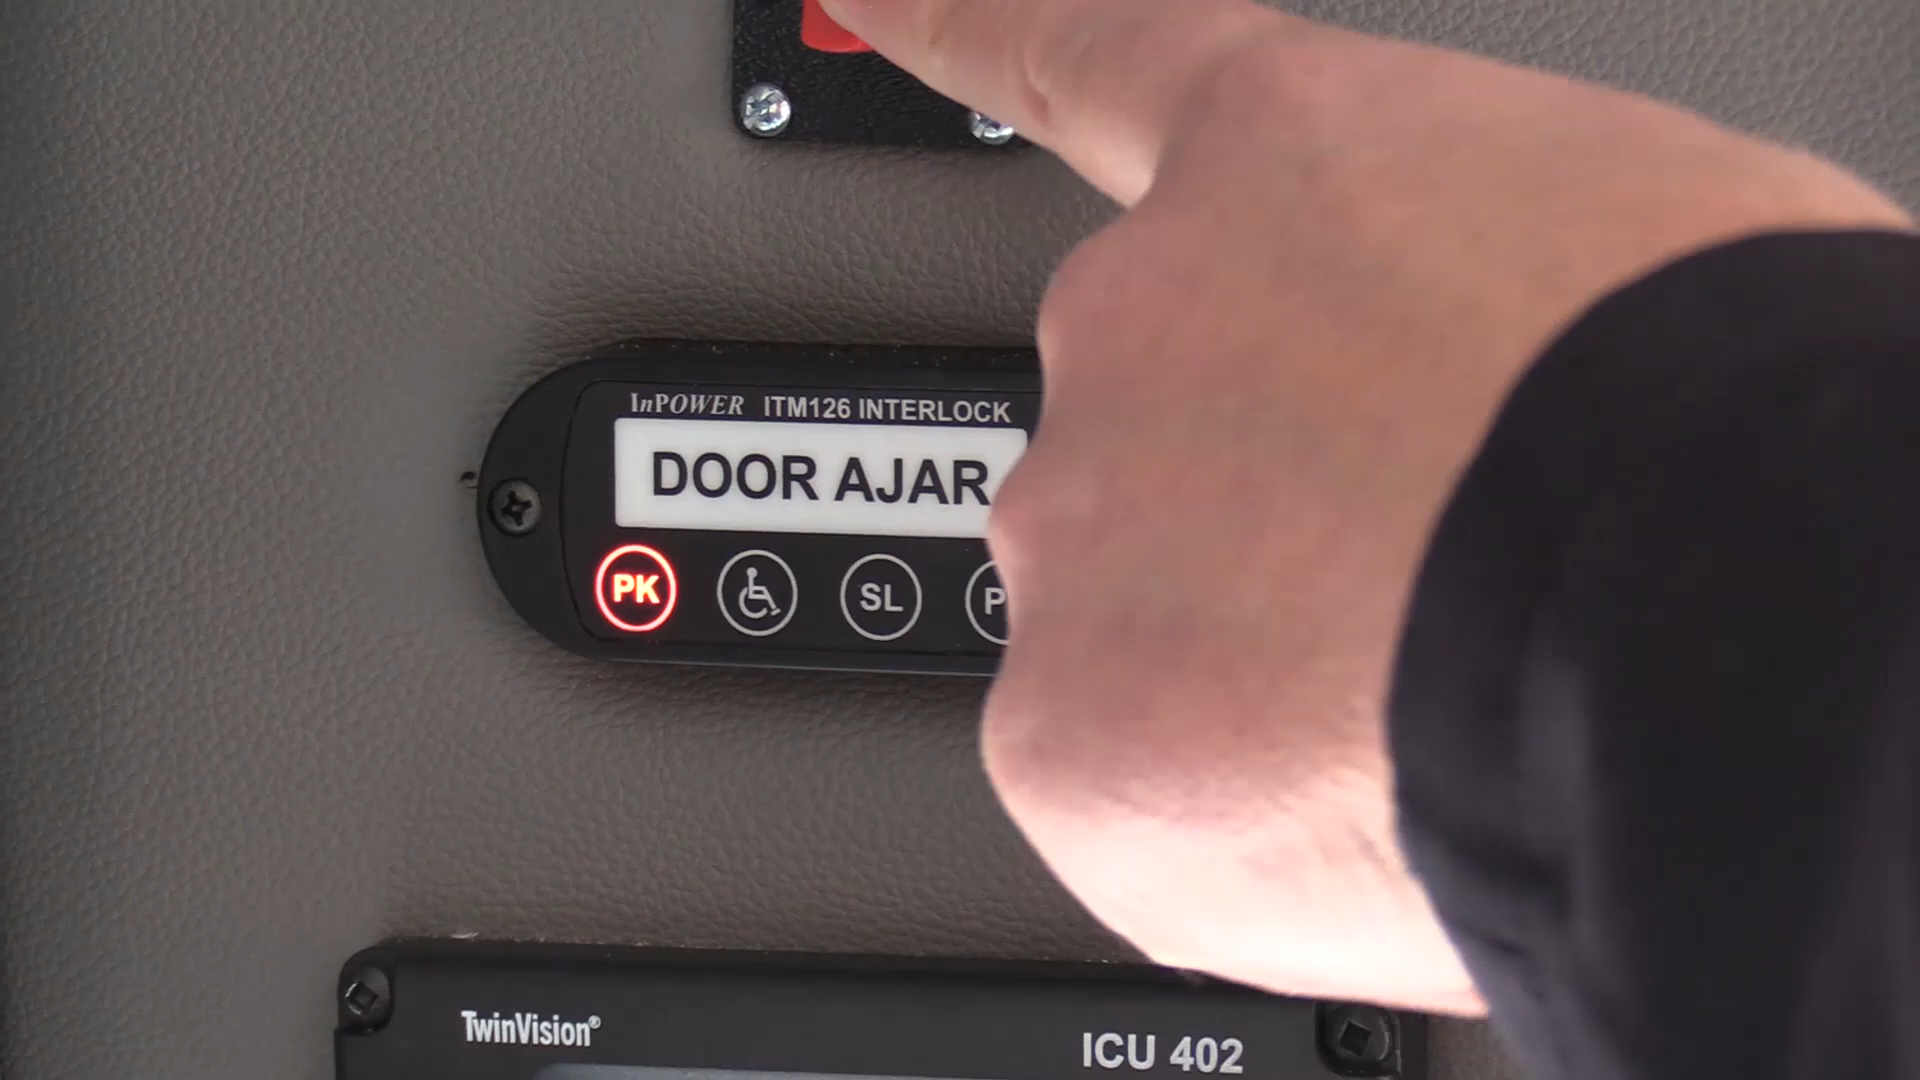 InPOWER ITM126 INTERLOCK
DOOR AJAR
PK SL P
TwinVision® ICU 402